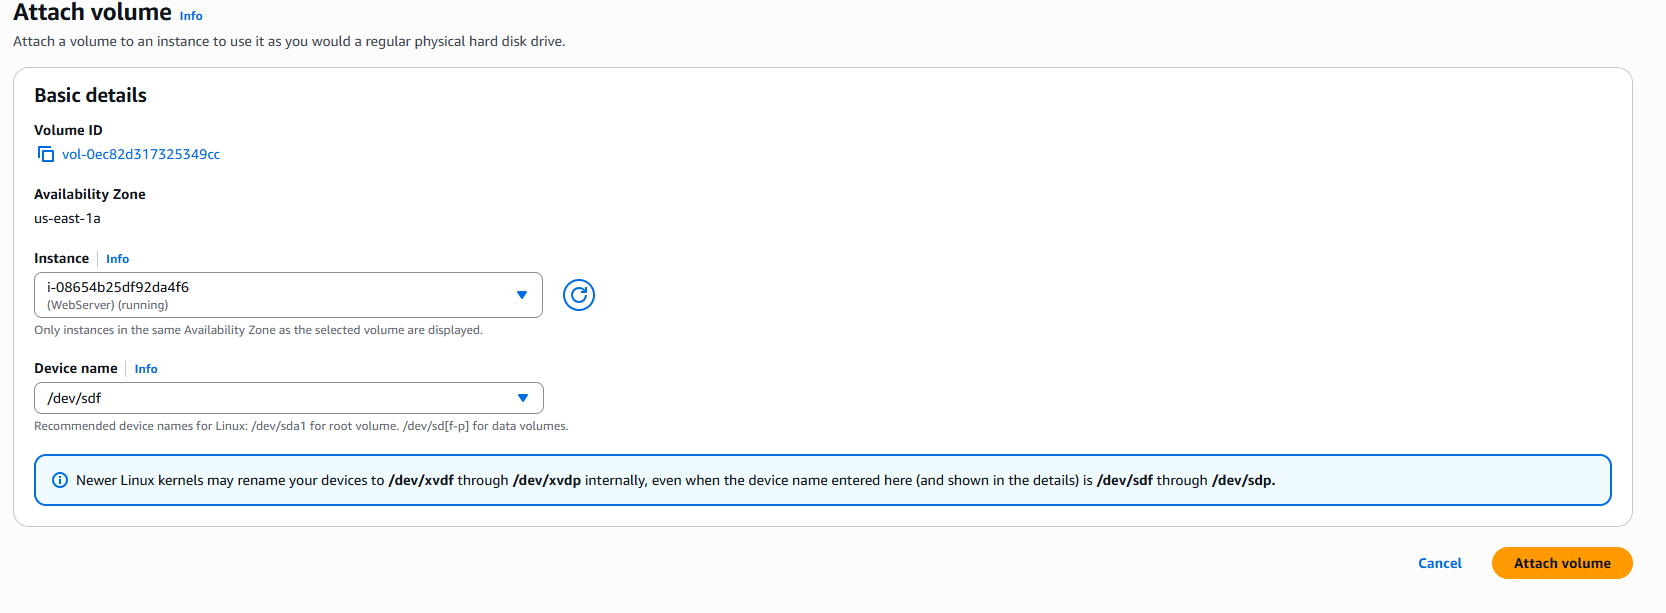 Attach volume Info
Attach a volume to an instance to use it as you would a regular physical hard disk drive.
Basic details
Volume ID
vol-0ec82d317325349cc
Availability Zone
us-east-1a
Instance Info
i-08654b25df92da4f6
(WebServer) (running)
Only instances in the same Availability Zone as the selected volume are displayed.
Device name Info
/dev/sdf
Recommended device names for Linux: /dev/sda1 for root volume. /dev/sd[f-p] for data volumes.
Newer Linux kernels may rename your devices to /dev/xvdf through /dev/xvdp internally, even when the device name entered here (and shown in the details) is /dev/sdf through /dev/sdp.
Cancel Attach volume